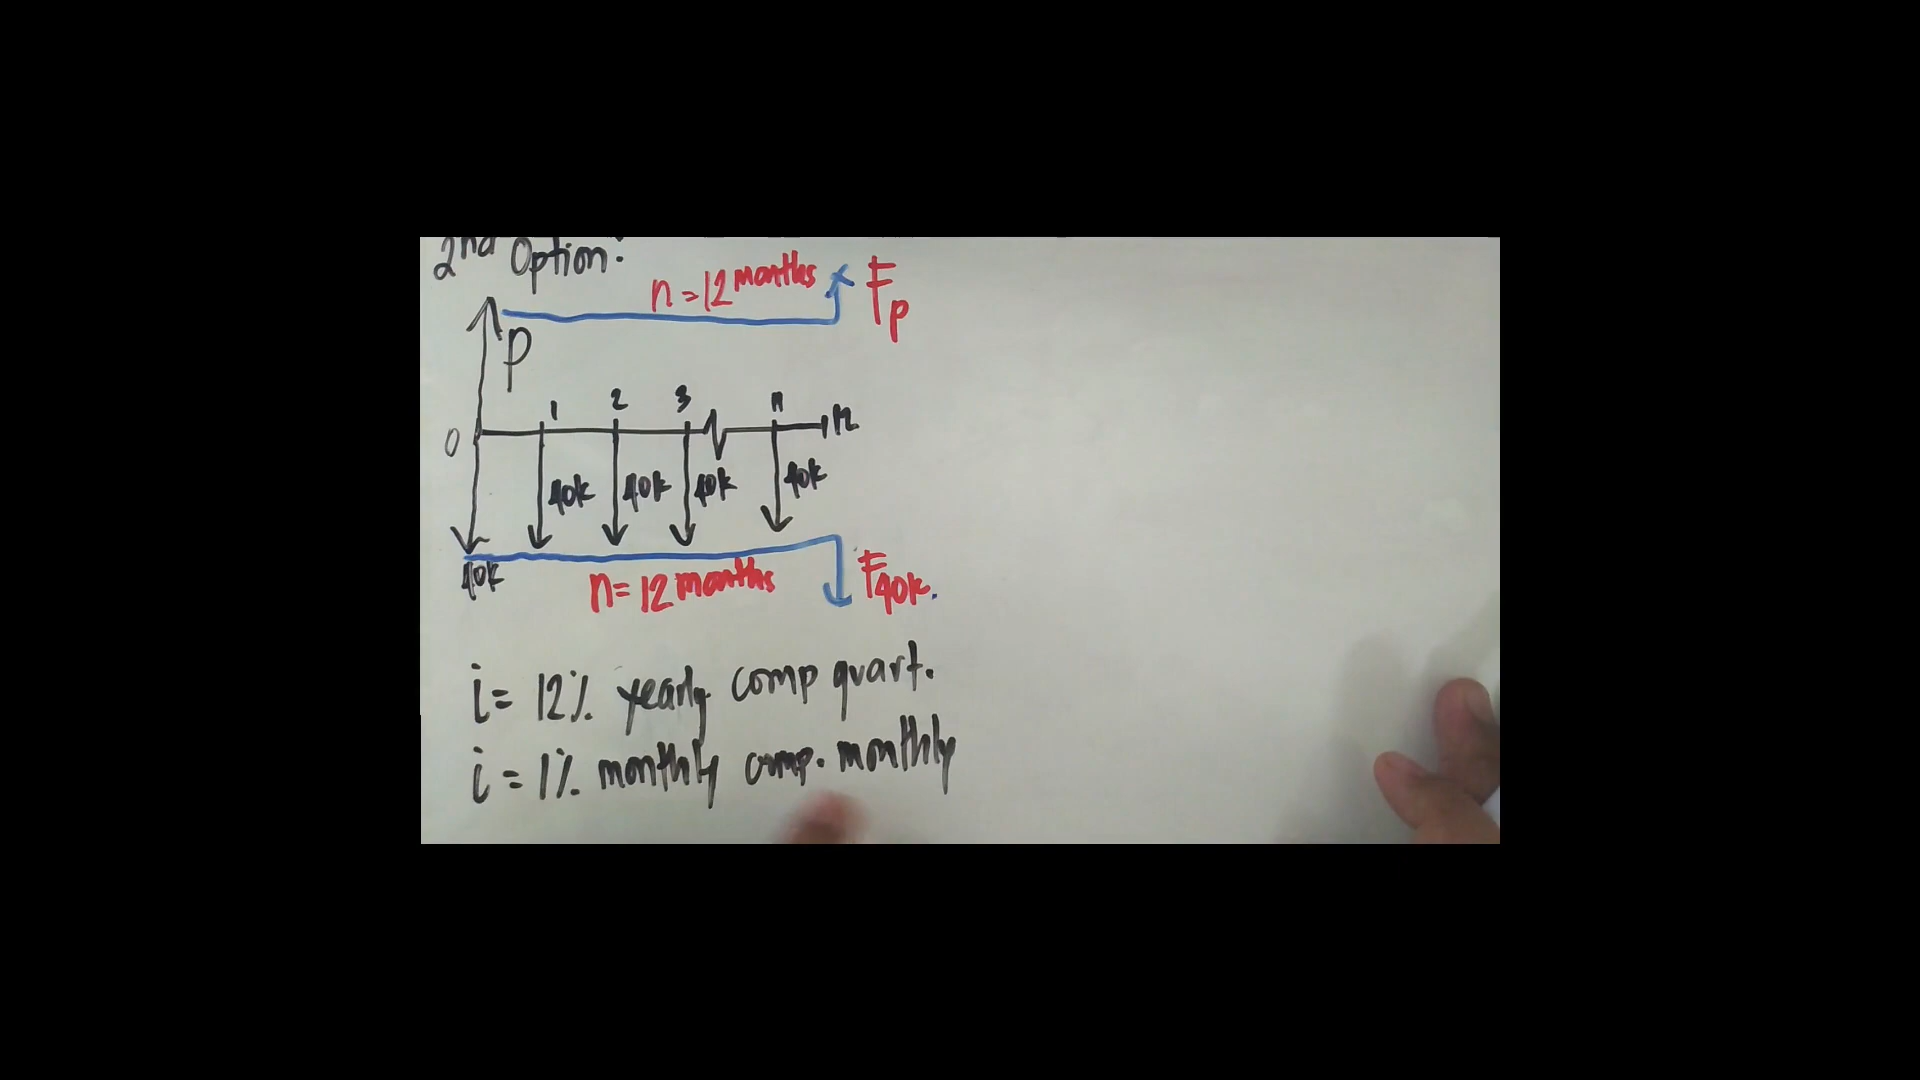 2nd Option:
n = 12 months
Fp
P
0 1 2 3 11 12
40k 40k 40k 40k
40k
n = 12 months
F40k.
i = 12% yearly comp quart.
i = 1% monthly comp. monthly